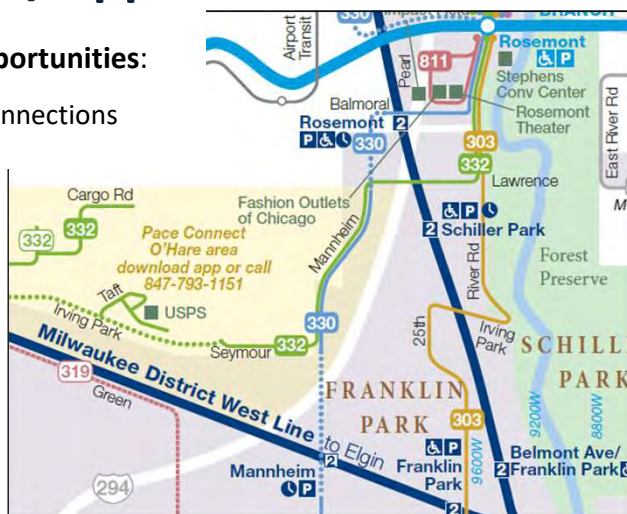 portunities:
nnections
330
BRANCH
Airport
Transit
Pearl
811
Rosemont
P
Stephens
Conv Center
Rosemont
Theater
East River Rd
Balmoral
Rosemont
2
P
330
303
332
Lawrence
Cargo Rd
332
332
Fashion Outlets
of Chicago
Pace Connect
O'Hare area
download app or call
847-793-1151
Mannheim
P
2 Schiller Park
River Rd
Forest
Preserve
Taft
USPS
Irving Park
330
25th
Irving
Park
Seymour
332
SCHILL
PARK
Milwaukee District West Line
to Elgin
319
Green
FRANKLIN
PARK
303
9600W
9200W
8800W
294
2
Mannheim
P
P
Franklin
Park
2
Belmont Ave/
2 Franklin Park